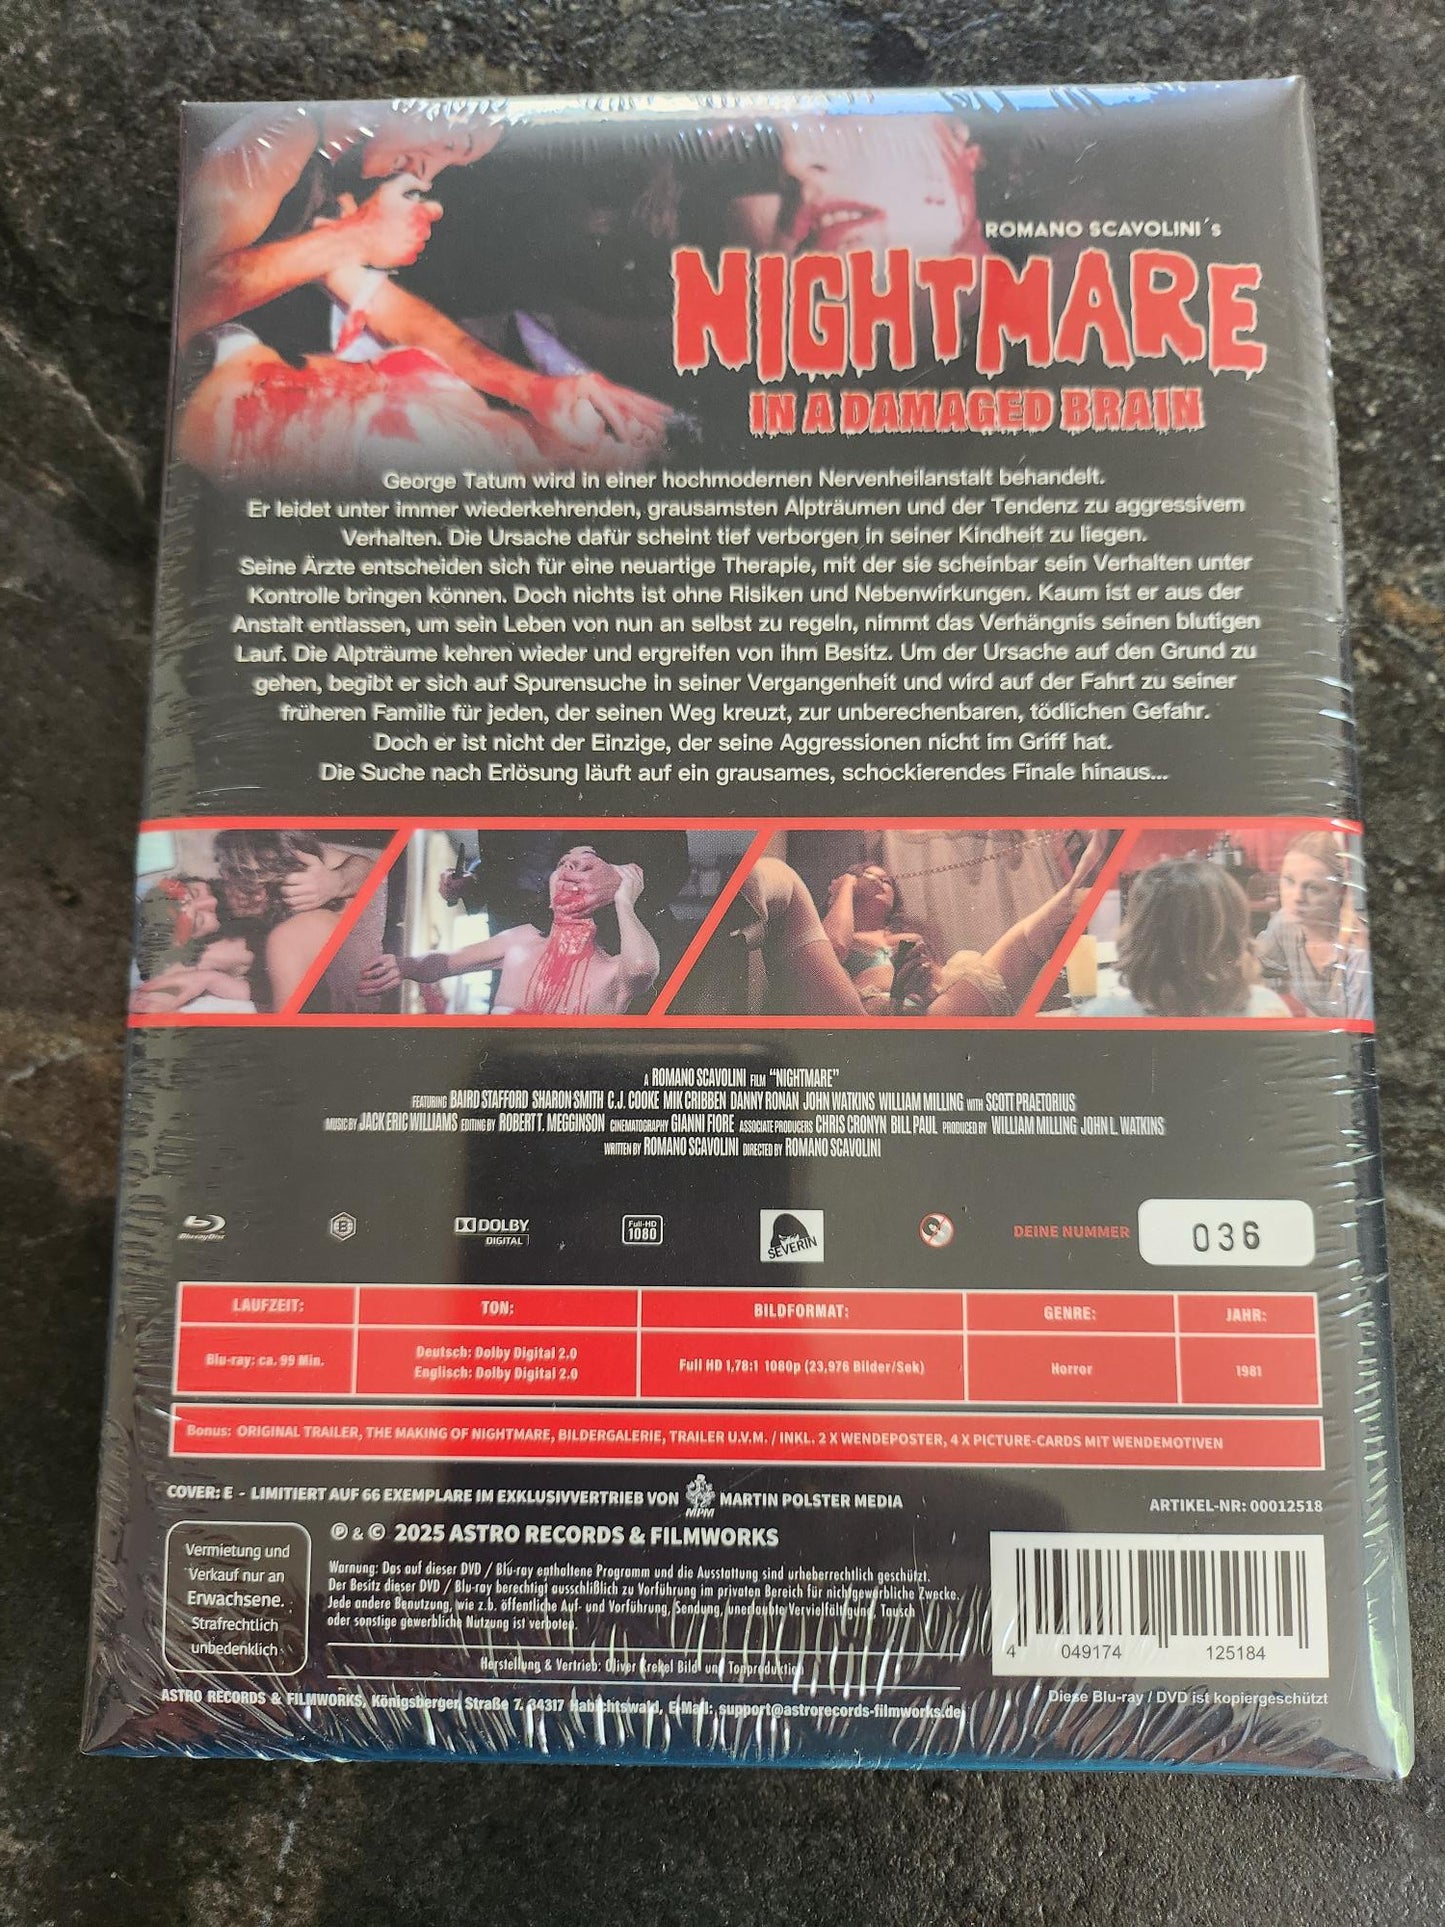 ROMANO SCAVOLINI´s
NIGHTMARE
IN A DAMAGED BRAIN
George Tatum wird in einer hochmodernen Nervenheilanstalt behandelt.
Er leidet unter immer wiederkehrenden, grausamsten Alpträumen und der Tendenz zu aggressivem
Verhalten. Die Ursache dafür scheint tief verborgen in seiner Kindheit zu liegen.
Seine Ärzte entscheiden sich für eine neuartige Therapie, mit der sie scheinbar sein Verhalten unter
Kontrolle bringen können. Doch nichts ist ohne Risiken und Nebenwirkungen. Kaum ist er aus der
Anstalt entlassen, um sein Leben von nun an selbst zu regeln, nimmt das Verhängnis seinen blutigen
Lauf. Die Alpträume kehren wieder und ergreifen von ihm Besitz. Um der Ursache auf den Grund zu
gehen, begibt er sich auf Spurensuche in seiner Vergangenheit und wird auf der Fahrt zu seiner
früheren Familie für jeden, der seinen Weg kreuzt, zur unberechenbaren, tödlichen Gefahr.
Doch er ist nicht der Einzige, der seine Aggressionen nicht im Griff hat.
Die Suche nach Erlösung läuft auf ein grausames, schockierendes Finale hinaus...
A ROMANO SCAVOLINI FILM "NIGHTMARE"
FEATURING BAIRD STAFFORD SHARON SMITH C.J. COOKE MIK CRIBBEN DANNY RONAN JOHN WATKINS WILLIAM MILLING WITH SCOTT PRAETORIUS
MUSIC BY JACK ERIC WILLIAMS EDITING BY ROBERT T. MEGGINSON CINEMATOGRAPHY GIANNI FIORE ASSOCIATE PRODUCERS CHRIS CRONYN BILL PAUL PRODUCED BY WILLIAM MILLING JOHN L. WATKINS
WRITTEN BY ROMANO SCAVOLINI DIRECTED BY ROMANO SCAVOLINI
Blu-ray Disc B DOLBY DIGITAL Full-HD 1080 SEVERIN DEINE NUMMER 036
LAUFZEIT: TON: BILDFORMAT: GENRE: JAHR:
Blu-ray: ca. 99 Min. Deutsch: Dolby Digital 2.0 Full HD 1,78:1 1080p (23,976 Bilder/Sek) Horror 1981
Englisch: Dolby Digital 2.0
Bonus: ORIGINAL TRAILER, THE MAKING OF NIGHTMARE, BILDERGALERIE, TRAILER U.V.M. / INKL. 2 X WENDEPOSTER, 4 X PICTURE-CARDS MIT WENDEMOTIVEN
COVER: E - LIMITIERT AUF 66 EXEMPLARE IM EXKLUSIVVERTRIEB VON MPM MARTIN POLSTER MEDIA
ARTIKEL-NR: 00012518
Vermietung und
Verkauf nur an
Erwachsene.
Strafrechtlich
unbedenklich
℗ & © 2025 ASTRO RECORDS & FILMWORKS
Warnung: Das auf dieser DVD / Blu-ray enthaltene Programm und die Ausstattung sind urheberrechtlich geschützt.
Der Besitz dieser DVD / Blu-ray berechtigt ausschließlich zu Vorführung im privaten Bereich für nichtgewerbliche Zwecke.
Jede andere Benutzung, wie z.b. öffentliche Auf- und Vorführung, Sendung, unerlaubte Vervielfältigung, Tausch
oder sonstige gewerbliche Nutzung ist verboten.
Herstellung & Vertrieb: Oliver Krekel Bild und Tonproduktion
ASTRO RECORDS & FILMWORKS, Königsberger Straße 7, 34317 Habichtswald, E-Mail: support@astrorecords-filmworks.de
4 049174 125184
Diese Blu-ray / DVD ist kopiergeschützt